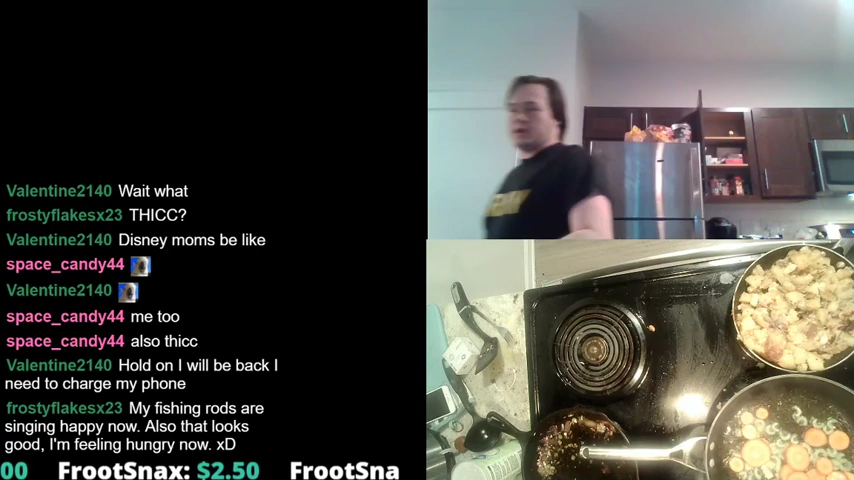 Valentine2140 Wait what
frostyflakesx23 THICC?
Valentine2140 Disney moms be like
space_candy44
Valentine2140
space_candy44 me too
space_candy44 also thicc
Valentine2140 Hold on I will be back I
need to charge my phone
frostyflakesx23 My fishing rods are
singing happy now. Also that looks
good, I'm feeling hungry now. xD
00 FrootSnax: $2.50 FrootSna